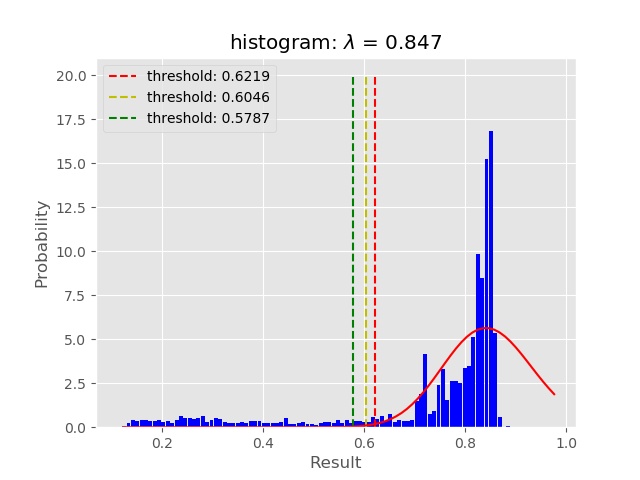 histogram: λ = 0.847
threshold: 0.6219
threshold: 0.6046
threshold: 0.5787
20.0
17.5
15.0
12.5
10.0
7.5
5.0
2.5
0.0
Probability
0.2 0.4 0.6 0.8 1.0
Result